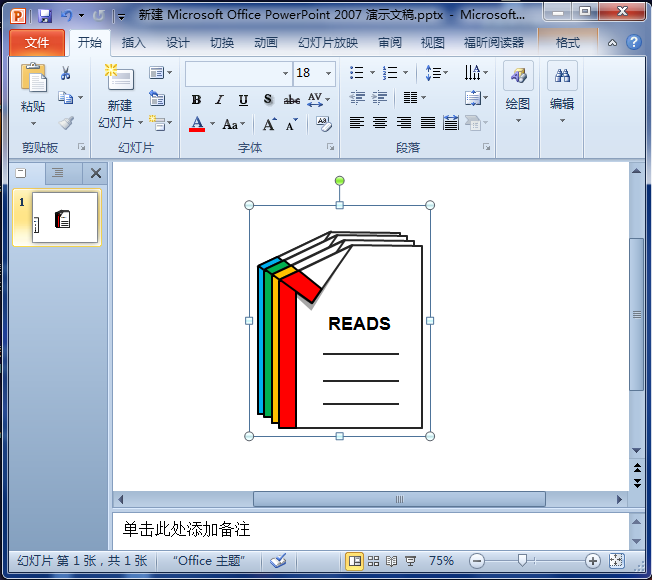 新建 Microsoft Office PowerPoint 2007 演示文稿.pptx - Microsoft...
文件 开始 插入 设计 切换 动画 幻灯片放映 审阅 视图 福昕阅读器 格式
18
粘贴 新建 绘图 编辑
幻灯片
B I U S abc AV
A Aa A A
剪贴板 幻灯片 字体 段落
1
READS
单击此处添加备注
幻灯片 第 1 张，共 1 张 "Office 主题" 75%